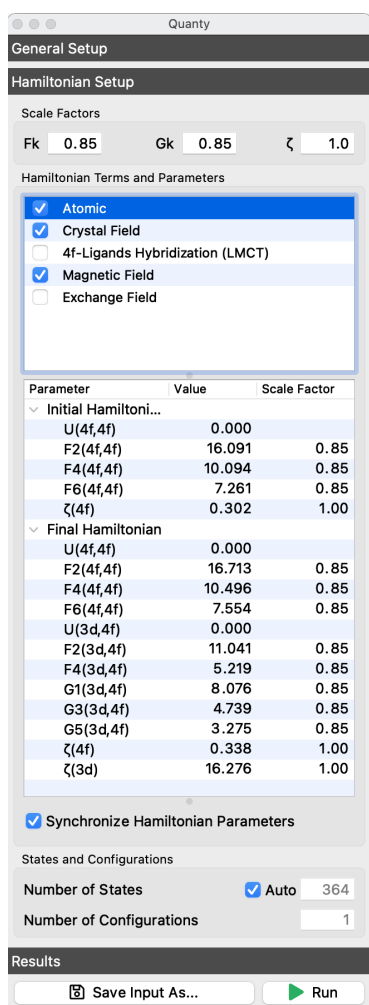 Quanty
General Setup
Hamiltonian Setup
Scale Factors
Fk 0.85 Gk 0.85 ζ 1.0
Hamiltonian Terms and Parameters
Atomic
Crystal Field
4f-Ligands Hybridization (LMCT)
Magnetic Field
Exchange Field
Parameter Value Scale Factor
Initial Hamiltoni...
U(4f,4f) 0.000
F2(4f,4f) 16.091 0.85
F4(4f,4f) 10.094 0.85
F6(4f,4f) 7.261 0.85
ζ(4f) 0.302 1.00
Final Hamiltonian
U(4f,4f) 0.000
F2(4f,4f) 16.713 0.85
F4(4f,4f) 10.496 0.85
F6(4f,4f) 7.554 0.85
U(3d,4f) 0.000
F2(3d,4f) 11.041 0.85
F4(3d,4f) 5.219 0.85
G1(3d,4f) 8.076 0.85
G3(3d,4f) 4.739 0.85
G5(3d,4f) 3.275 0.85
ζ(4f) 0.338 1.00
ζ(3d) 16.276 1.00
Synchronize Hamiltonian Parameters
States and Configurations
Number of States Auto 364
Number of Configurations 1
Results
Save Input As... Run